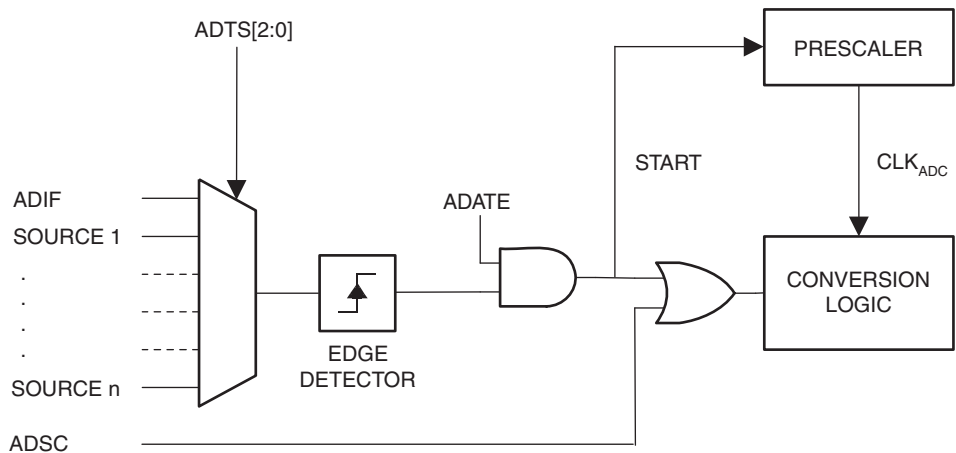 ADTS[2:0]
PRESCALER
START
CLKADC
ADIF
ADATE
SOURCE 1
.
.
.
.
CONVERSION
LOGIC
EDGE
DETECTOR
SOURCE n
ADSC